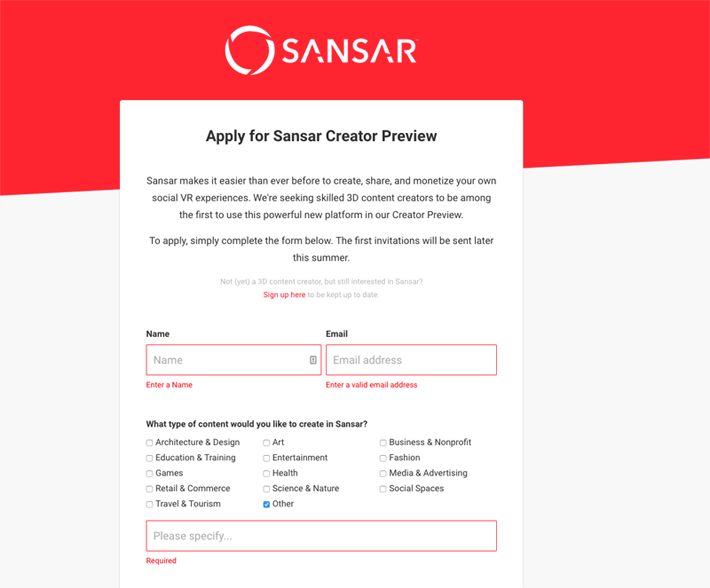 SANSAR
Apply for Sansar Creator Preview
Sansar makes it easier than ever before to create, share, and monetize your own
social VR experiences. We're seeking skilled 3D content creators to be among
the first to use this powerful new platform in our Creator Preview.
To apply, simply complete the form below. The first invitations will be sent later
this summer.
Not (yet) a 3D content creator, but still interested in Sansar?
Sign up here to be kept up to date.
Name Email
Name Email address
Enter a Name Enter a valid email address
What type of content would you like to create in Sansar?
Architecture & Design Art Business & Nonprofit
Education & Training Entertainment Fashion
Games Health Media & Advertising
Retail & Commerce Science & Nature Social Spaces
Travel & Tourism Other
Please specify...
Required